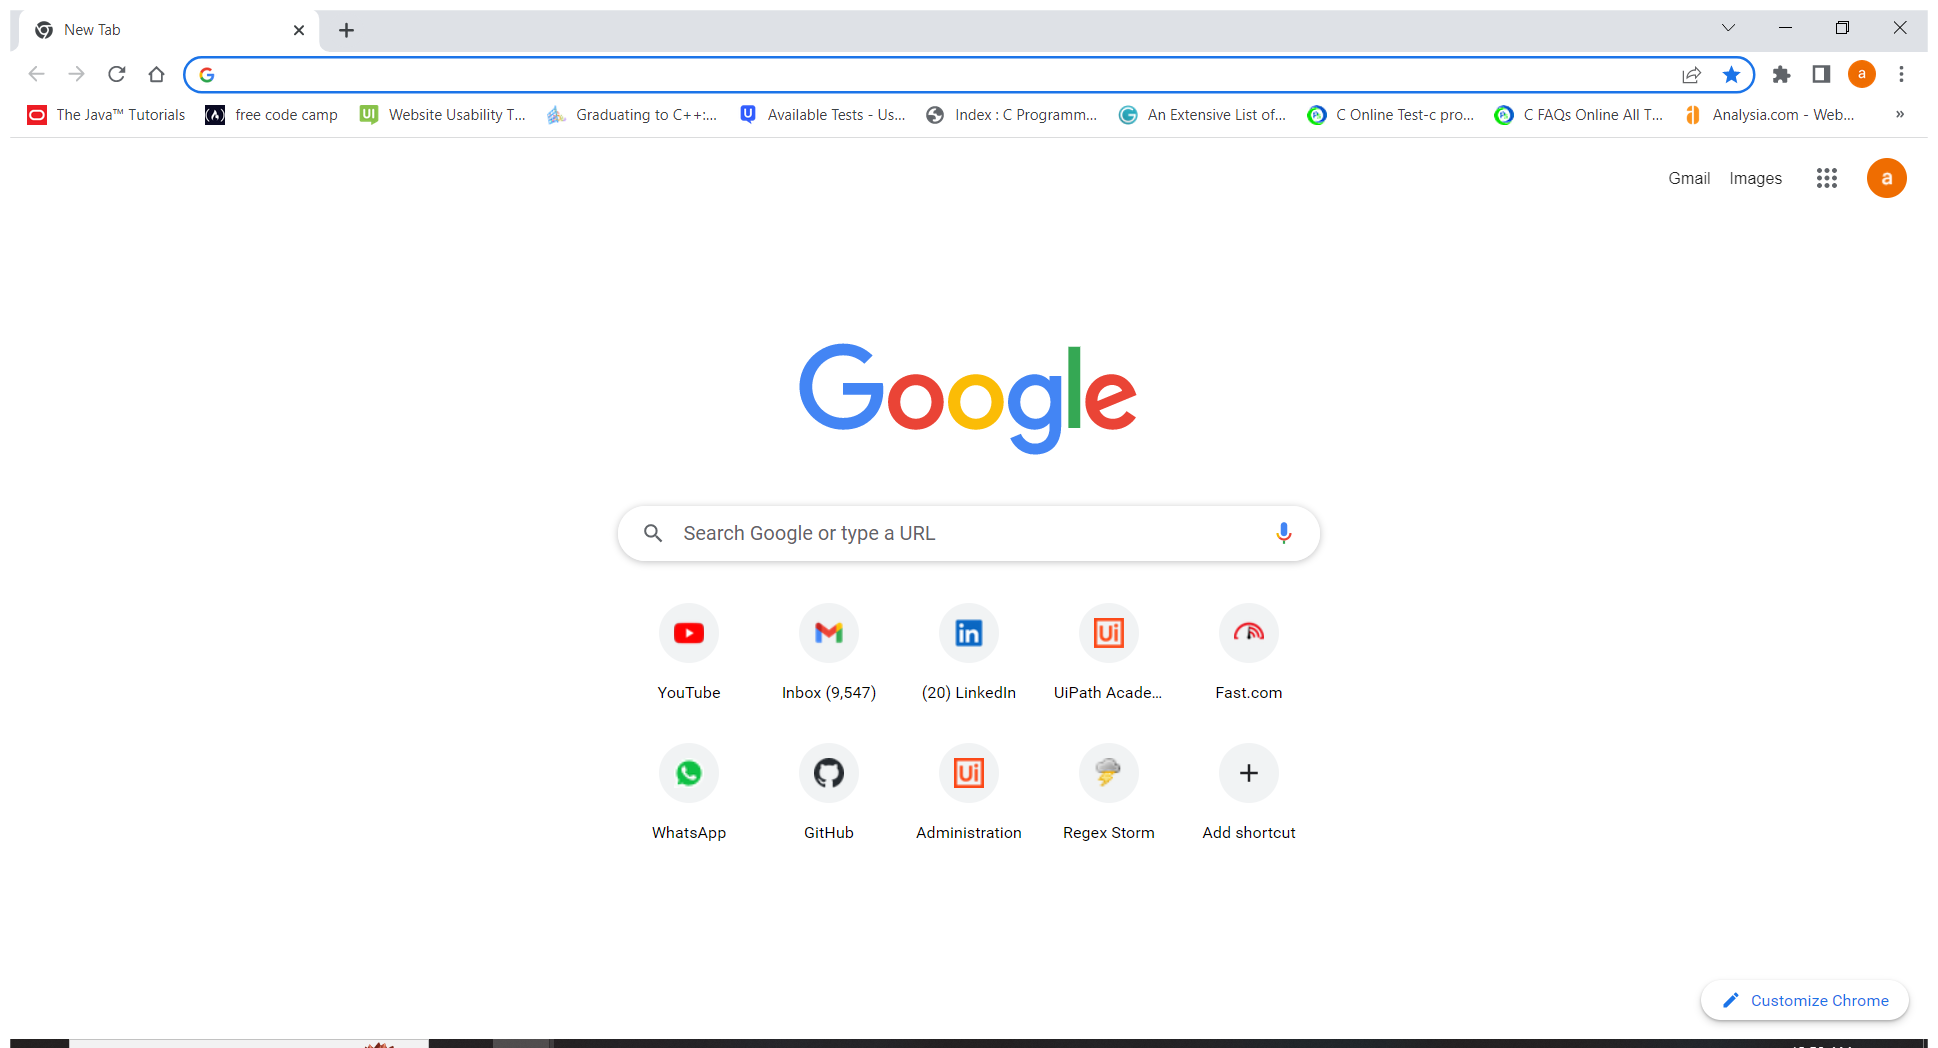 New Tab
The Java™ Tutorials free code camp Website Usability T... Graduating to C++:... Available Tests - Us... Index : C Programm... An Extensive List of... C Online Test-c pro... C FAQs Online All T... Analysia.com - Web... »
Gmail Images a
Google
Search Google or type a URL
YouTube Inbox (9,547) (20) LinkedIn UiPath Acade... Fast.com
WhatsApp GitHub Administration Regex Storm Add shortcut
Customize Chrome